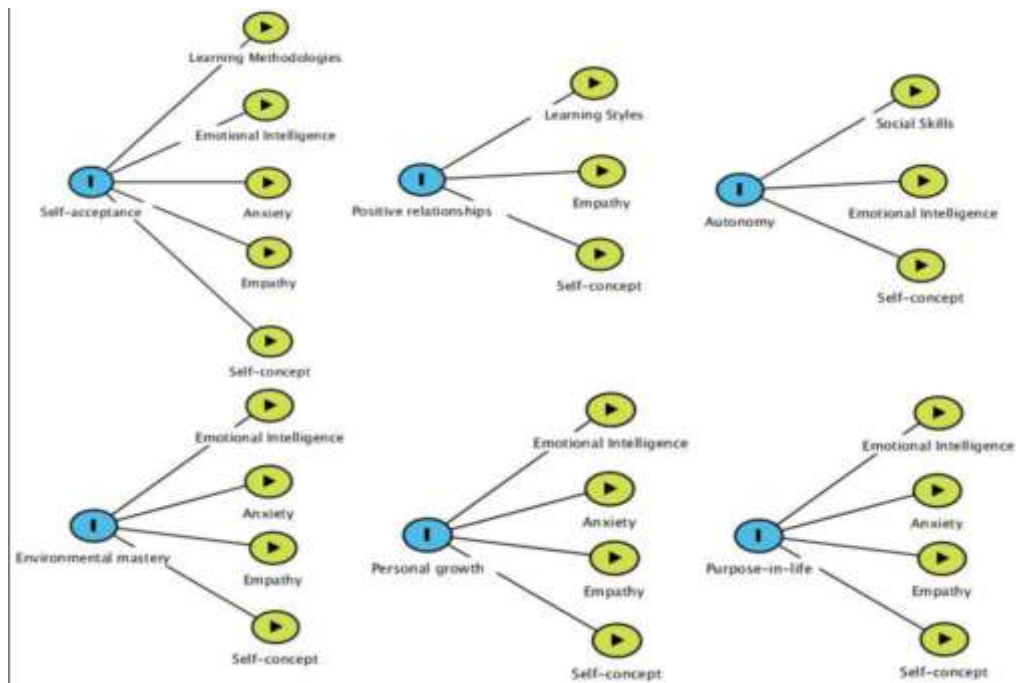 Learning Methodologies
Emotional Intelligence
Self-acceptance
Anxiety
Empathy
Self-concept
Learning Styles
Positive relationships
Empathy
Self-concept
Social Skills
Autonomy
Emotional Intelligence
Self-concept
Emotional Intelligence
Anxiety
Environmental mastery
Empathy
Self-concept
Emotional Intelligence
Anxiety
Personal growth
Empathy
Self-concept
Emotional Intelligence
Anxiety
Purpose-in-life
Empathy
Self-concept